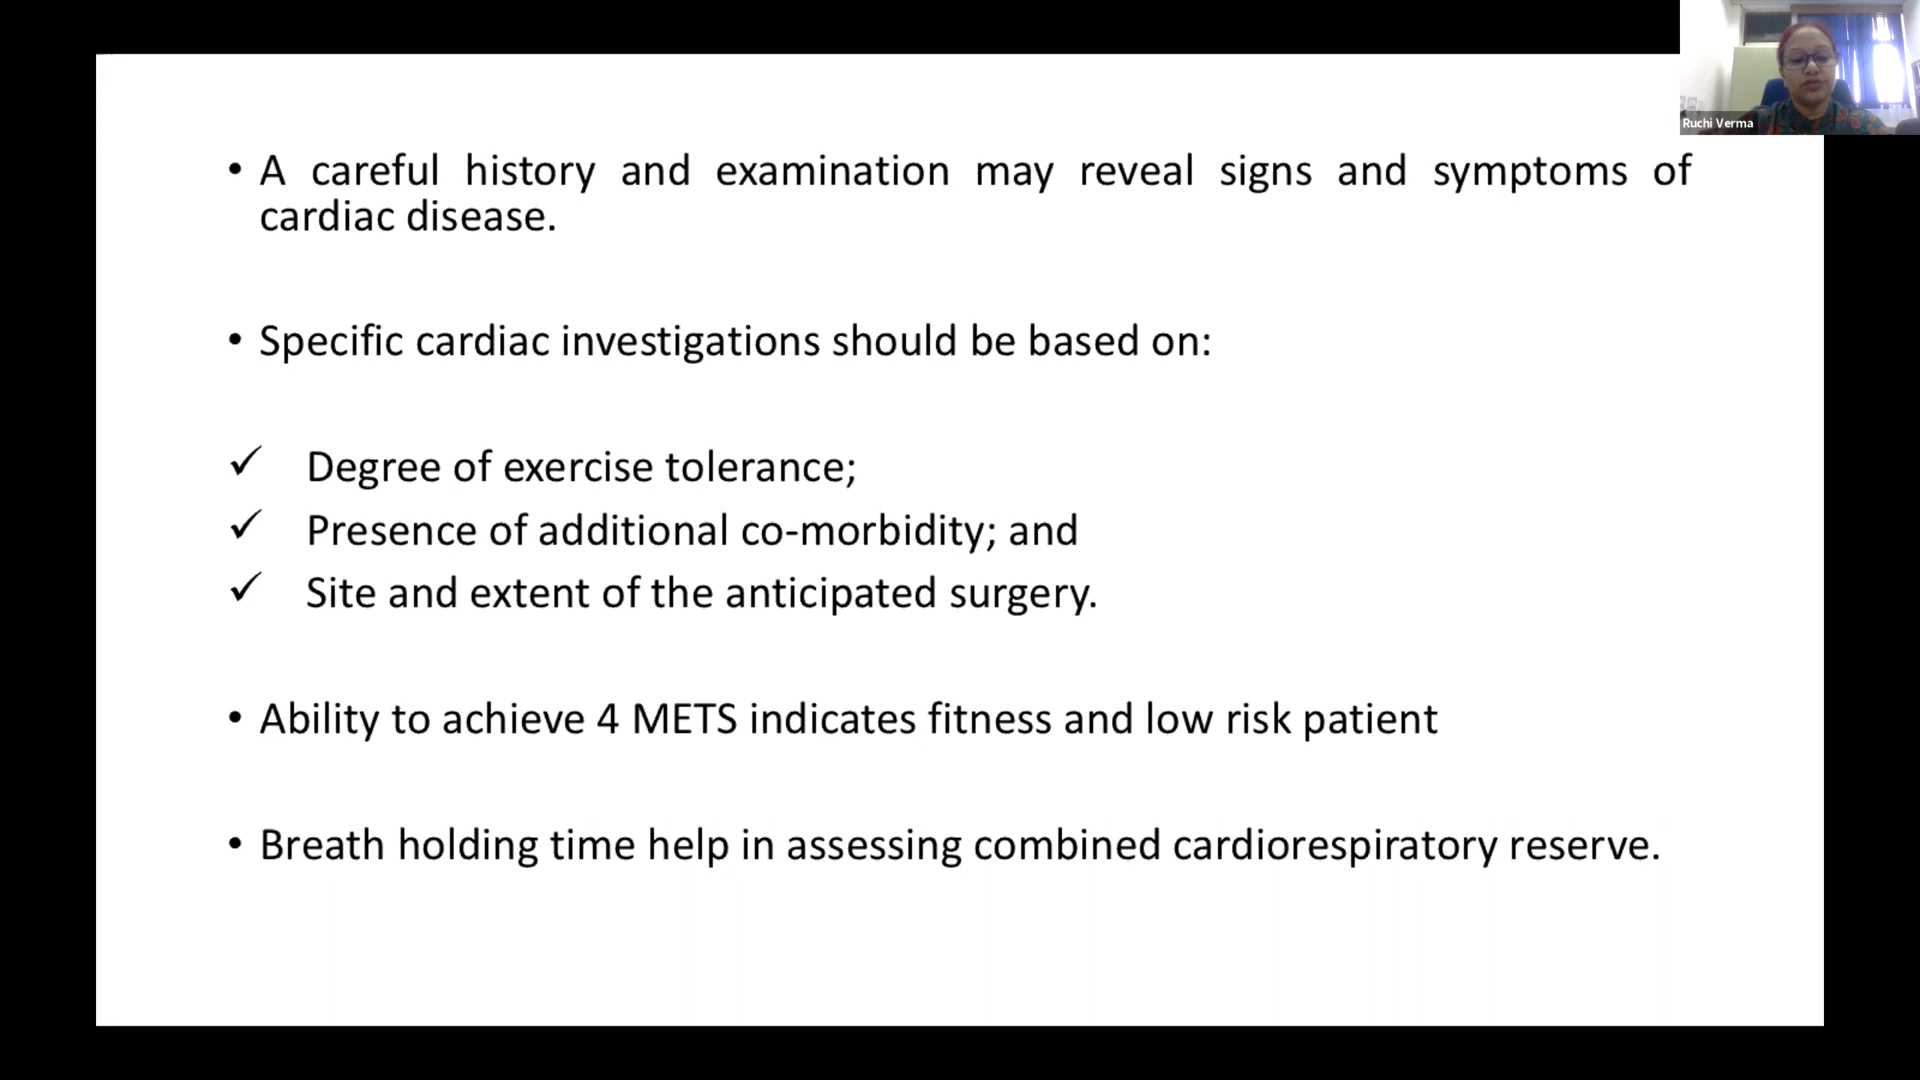 Ruchi Verma
• A careful history and examination may reveal signs and symptoms of
cardiac disease.
• Specific cardiac investigations should be based on:
✓ Degree of exercise tolerance;
✓ Presence of additional co-morbidity; and
✓ Site and extent of the anticipated surgery.
• Ability to achieve 4 METS indicates fitness and low risk patient
• Breath holding time help in assessing combined cardiorespiratory reserve.